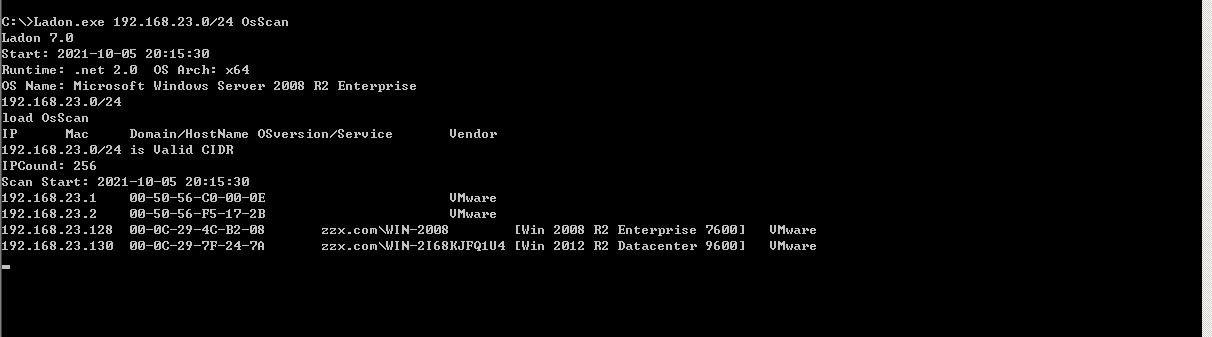 C:\>Ladon.exe 192.168.23.0/24 OsScan
Ladon 7.0
Start: 2021-10-05 20:15:30
Runtime: .net 2.0  OS Arch: x64
OS Name: Microsoft Windows Server 2008 R2 Enterprise
192.168.23.0/24
load OsScan
IP      Mac     Domain/HostName OSversion/Service       Vendor
192.168.23.0/24 is Valid CIDR
IPCound: 256
Scan Start: 2021-10-05 20:15:30
192.168.23.1    00-50-56-C0-00-0E                       VMware
192.168.23.2    00-50-56-F5-17-2B                       VMware
192.168.23.128  00-0C-29-4C-B2-08       zzx.com\WIN-2008        [Win 2008 R2 Enterprise 7600]   VMware
192.168.23.130  00-0C-29-7F-24-7A       zzx.com\WIN-2I68KJFQ1U4 [Win 2012 R2 Datacenter 9600]   VMware